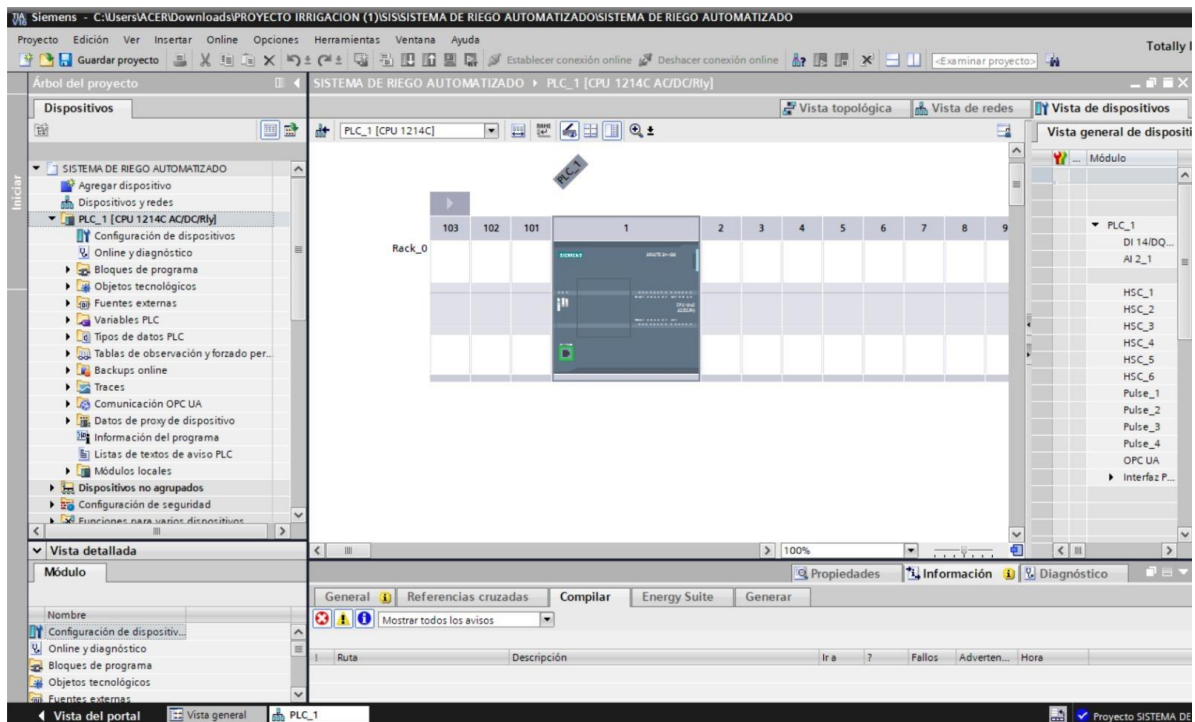 Siemens - C:\Users\ACER\Downloads\PROYECTO IRRIGACION (1)\SIS\SISTEMA DE RIEGO AUTOMATIZADO\SISTEMA DE RIEGO AUTOMATIZADO
Proyecto Edición Ver Insertar Online Opciones Herramientas Ventana Ayuda
Totally I
Guardar proyecto Establecer conexión online Deshacer conexión online <Examinar proyecto>
Árbol del proyecto
SISTEMA DE RIEGO AUTOMATIZADO PLC_1 [CPU 1214C AC/DC/Rly]
Dispositivos
Vista topológica Vista de redes Vista de dispositivos
PLC_1 [CPU 1214C]
Vista general de dispositi
Iniciar
SISTEMA DE RIEGO AUTOMATIZADO
Agregar dispositivo
Dispositivos y redes
PLC_1 [CPU 1214C AC/DC/Rly]
Configuración de dispositivos
Online y diagnóstico
Bloques de programa
Objetos tecnológicos
Fuentes externas
Variables PLC
Tipos de datos PLC
Tablas de observación y forzado per...
Backups online
Traces
Comunicación OPC UA
Datos de proxy de dispositivo
Información del programa
Listas de textos de aviso PLC
Módulos locales
Dispositivos no agrupados
Configuración de seguridad
Funciones para varios dispositivos
PLC_1
103 102 101 1 2 3 4 5 6 7 8 9
Rack_0
SIEMENS
100%
... Módulo
PLC_1
DI 14/DQ...
AI 2_1
HSC_1
HSC_2
HSC_3
HSC_4
HSC_5
HSC_6
Pulse_1
Pulse_2
Pulse_3
Pulse_4
OPC UA
Interfaz P...
Vista detallada
Módulo
Nombre
Configuración de dispositiv...
Online y diagnóstico
Bloques de programa
Objetos tecnológicos
Fuentes externas
Propiedades Información Diagnóstico
General Referencias cruzadas Compilar Energy Suite Generar
Mostrar todos los avisos
! Ruta Descripción Ir a ? Fallos Adverten... Hora
Vista del portal Vista general PLC_1
Proyecto SISTEMA DE